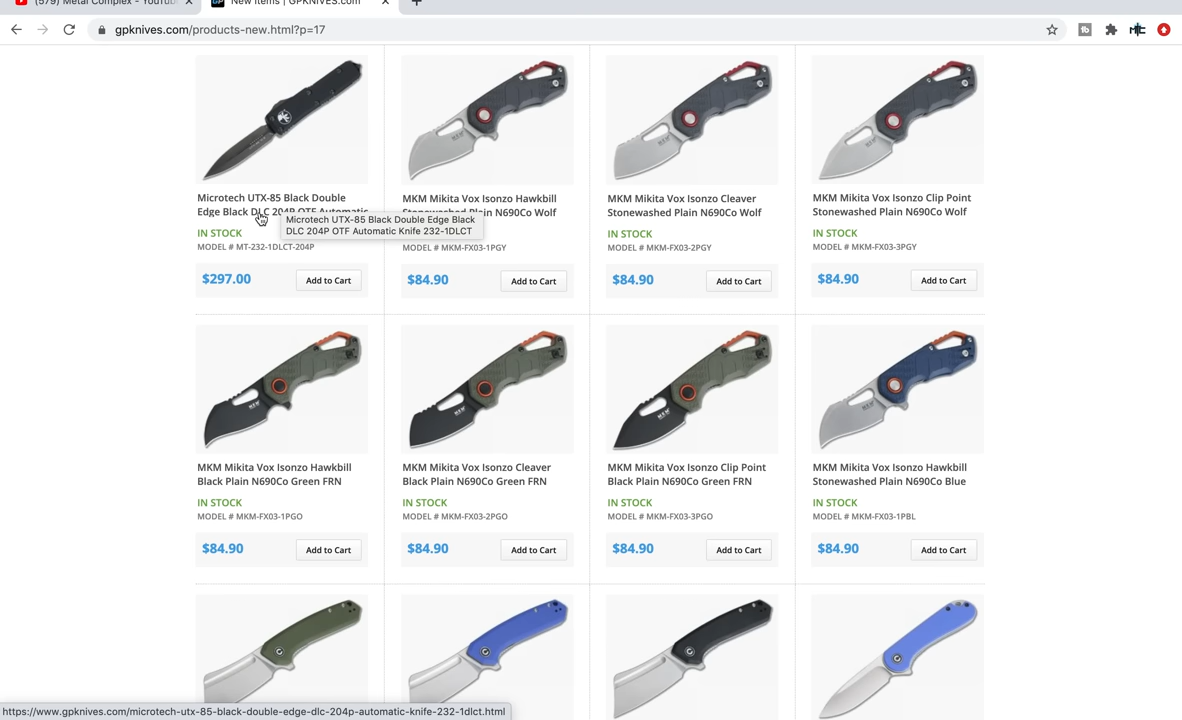 (579) Metal Complex - YouTube
New Items | GPKNIVES.com
gpknives.com/products-new.html?p=17
Microtech UTX-85 Black Double
Edge Black DLC 204P OTF Automatic
IN STOCK
MODEL # MT-232-1DLCT-204P
$297.00
Add to Cart
MKM Mikita Vox Isonzo Hawkbill
Stonewashed Plain N690Co Wolf
MODEL # MKM-FX03-1PGY
$84.90
Add to Cart
MKM Mikita Vox Isonzo Cleaver
Stonewashed Plain N690Co Wolf
IN STOCK
MODEL # MKM-FX03-2PGY
$84.90
Add to Cart
MKM Mikita Vox Isonzo Clip Point
Stonewashed Plain N690Co Wolf
IN STOCK
MODEL # MKM-FX03-3PGY
$84.90
Add to Cart
Microtech UTX-85 Black Double Edge Black
DLC 204P OTF Automatic Knife 232-1DLCT
MKM Mikita Vox Isonzo Hawkbill
Black Plain N690Co Green FRN
IN STOCK
MODEL # MKM-FX03-1PGO
$84.90
Add to Cart
MKM Mikita Vox Isonzo Cleaver
Black Plain N690Co Green FRN
IN STOCK
MODEL # MKM-FX03-2PGO
$84.90
Add to Cart
MKM Mikita Vox Isonzo Clip Point
Black Plain N690Co Green FRN
IN STOCK
MODEL # MKM-FX03-3PGO
$84.90
Add to Cart
MKM Mikita Vox Isonzo Hawkbill
Stonewashed Plain N690Co Blue
IN STOCK
MODEL # MKM-FX03-1PBL
$84.90
Add to Cart
https://www.gpknives.com/microtech-utx-85-black-double-edge-dlc-204p-automatic-knife-232-1dlct.html